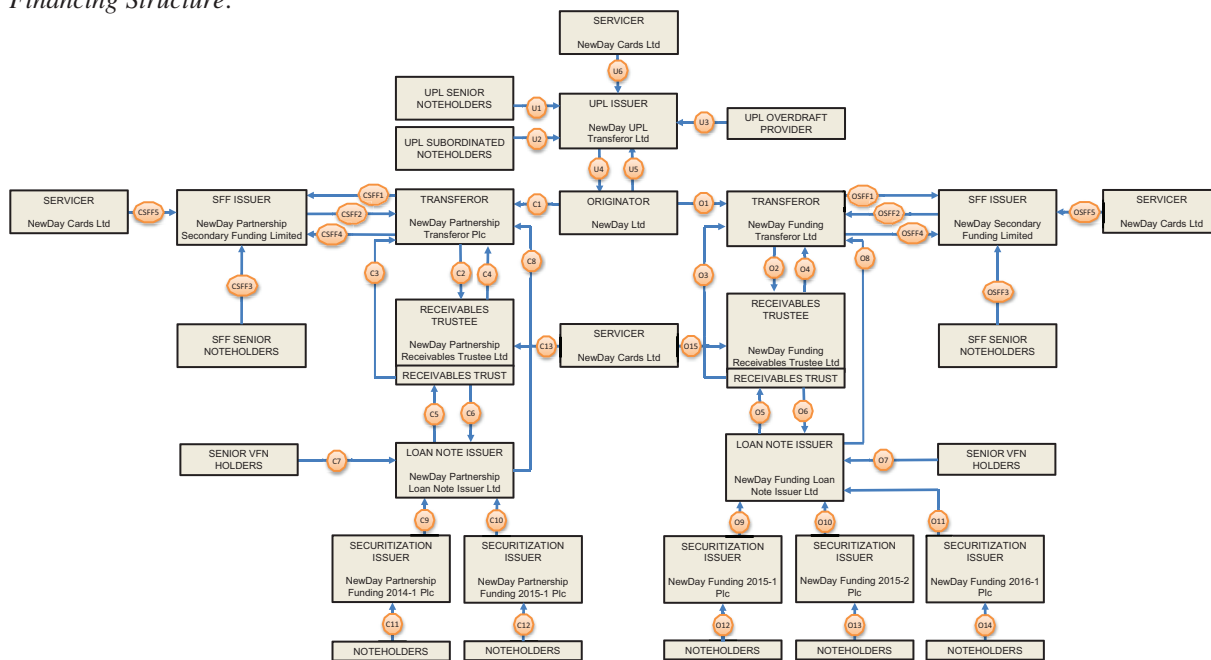 Financing Structure:
SERVICER
NewDay Cards Ltd
U6
UPL SENIOR
NOTEHOLDERS
U1
UPL ISSUER
NewDay UPL
Transferor Ltd
U3
UPL OVERDRAFT
PROVIDER
UPL SUBORDINATED
NOTEHOLDERS
U2
U4
U5
SERVICER
NewDay Cards Ltd
CSFF5
SFF ISSUER
NewDay Partnership
Secondary Funding Limited
CSFF1
CSFF2
CSFF4
TRANSFEROR
NewDay Partnership
Transferor Plc
C1
ORIGINATOR
NewDay Ltd
O1
TRANSFEROR
NewDay Funding
Transferor Ltd
OSFF1
OSFF2
OSFF4
SFF ISSUER
NewDay Secondary
Funding Limited
OSFF5
SERVICER
NewDay Cards Ltd
CSFF3
C3
C2
C4
C8
O3
O2
O4
O8
OSFF3
SFF SENIOR
NOTEHOLDERS
RECEIVABLES
TRUSTEE
NewDay Partnership
Receivables Trustee Ltd
RECEIVABLES TRUST
C13
SERVICER
NewDay Cards Ltd
O15
RECEIVABLES
TRUSTEE
NewDay Funding
Receivables Trustee Ltd
RECEIVABLES TRUST
SFF SENIOR
NOTEHOLDERS
C5
C6
O5
O6
SENIOR VFN
HOLDERS
C7
LOAN NOTE ISSUER
NewDay Partnership
Loan Note Issuer Ltd
LOAN NOTE ISSUER
NewDay Funding Loan
Note Issuer Ltd
O7
SENIOR VFN
HOLDERS
C9
C10
O9
O10
O11
SECURITIZATION
ISSUER
NewDay Partnership
Funding 2014-1 Plc
SECURITIZATION
ISSUER
NewDay Partnership
Funding 2015-1 Plc
SECURITIZATION
ISSUER
NewDay Funding 2015-1
Plc
SECURITIZATION
ISSUER
NewDay Funding 2015-2
Plc
SECURITIZATION
ISSUER
NewDay Funding 2016-1
Plc
C11
C12
O12
O13
O14
NOTEHOLDERS
NOTEHOLDERS
NOTEHOLDERS
NOTEHOLDERS
NOTEHOLDERS